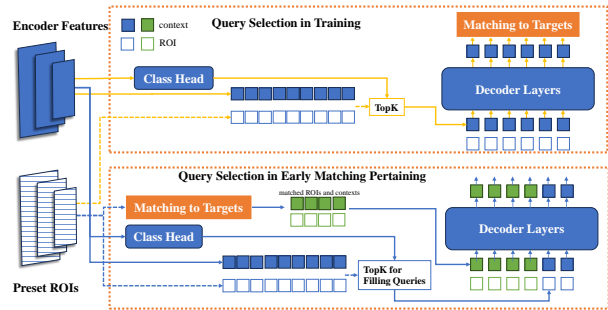 Encoder Features
Query Selection in Training
context
ROI
Matching to Targets
Class Head
TopK
Decoder Layers
Query Selection in Early Matching Pertaining
matched ROIs and contexts
Matching to Targets
Class Head
Decoder Layers
TopK for
Filling Queries
Preset ROIs